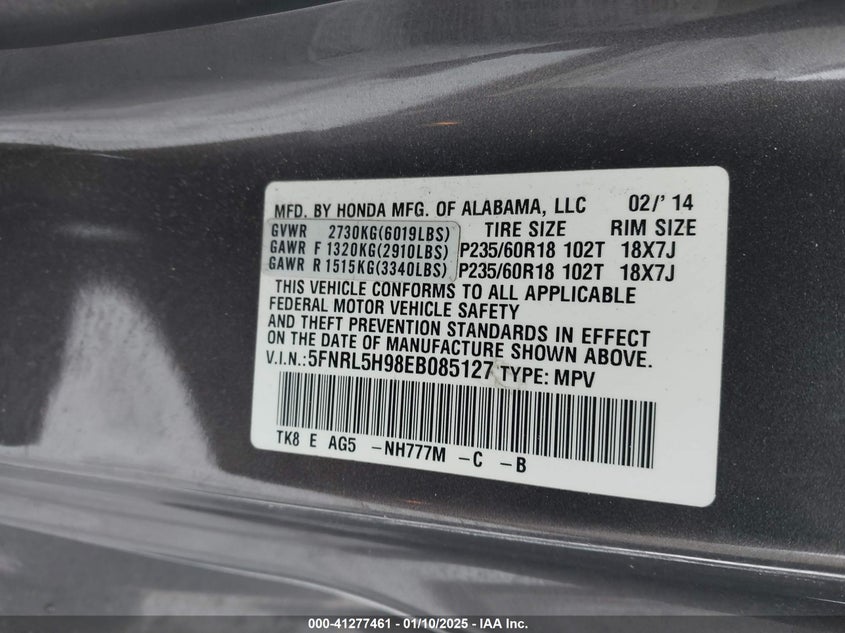 MFD. BY HONDA MFG. OF ALABAMA, LLC 02/' 14
GVWR 2730KG(6019LBS) TIRE SIZE RIM SIZE
GAWR F 1320KG(2910LBS) P235/60R18 102T 18X7J
GAWR R 1515KG(3340LBS) P235/60R18 102T 18X7J
THIS VEHICLE CONFORMS TO ALL APPLICABLE
FEDERAL MOTOR VEHICLE SAFETY
AND THEFT PREVENTION STANDARDS IN EFFECT
ON THE DATE OF MANUFACTURE SHOWN ABOVE.
V.I.N.: 5FNRL5H98EB085127 TYPE: MPV
TK8 E AG5 -NH777M -C -B
000-41277461 - 01/10/2025 - IAA Inc.